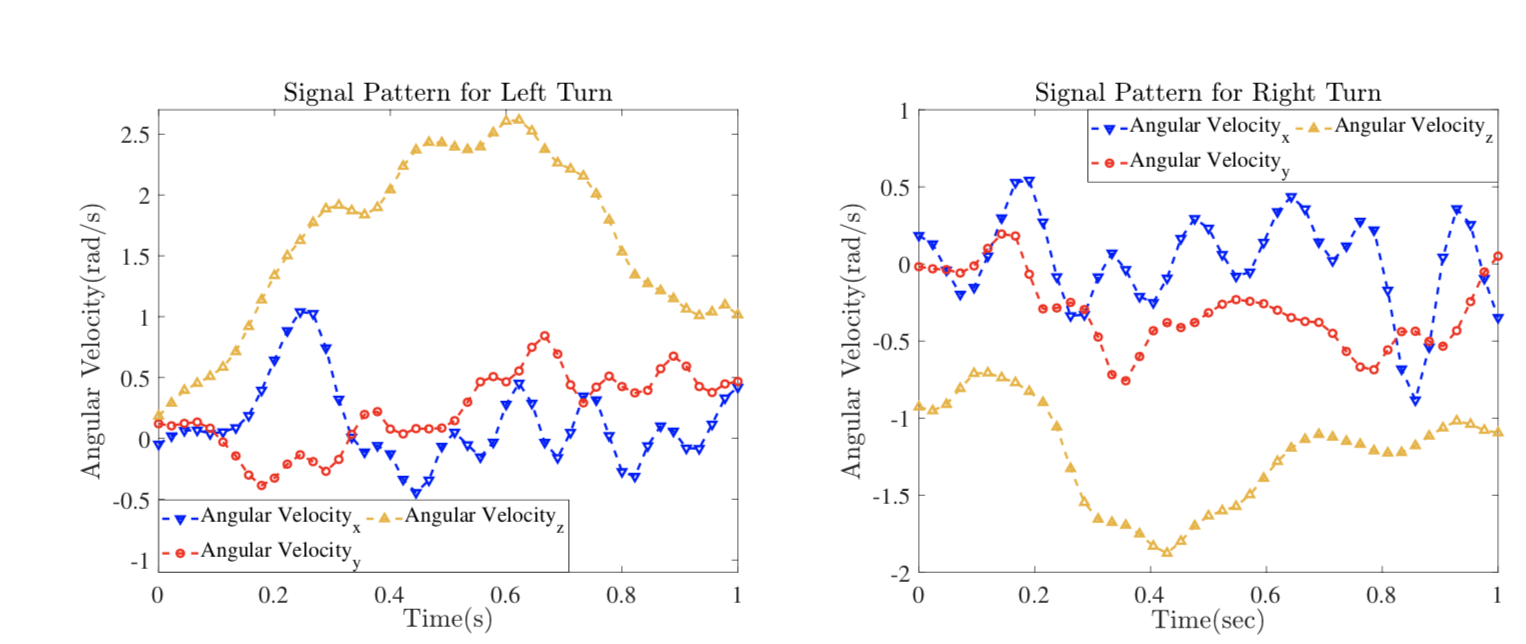 Signal Pattern for Left Turn
Angular Velocity(rad/s)
2.5
2
1.5
1
0.5
0
-0.5
-1
Angular Velocityx Angular Velocityz
Angular Velocityy
0 0.2 0.4 0.6 0.8 1
Time(s)
Signal Pattern for Right Turn
Angular Velocity(rad/s)
1
0.5
0
-0.5
-1
-1.5
-2
Angular Velocityx Angular Velocityz
Angular Velocityy
0 0.2 0.4 0.6 0.8 1
Time(sec)